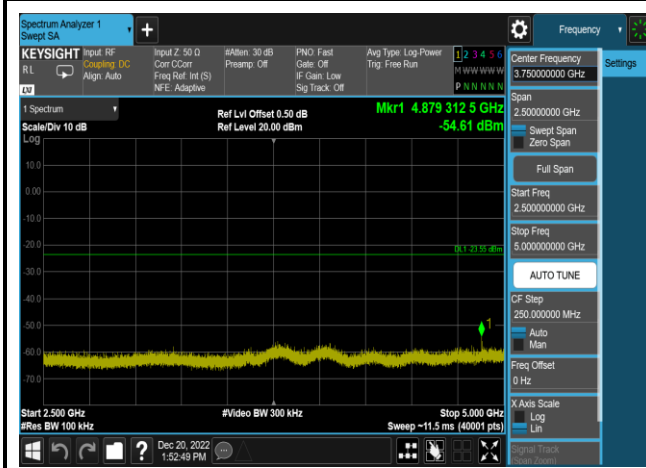 Spectrum Analyzer 1
Swept SA
+
Frequency
KEYSIGHT
RL
Input: RF
Coupling: DC
Align: Auto
Input Z: 50 Ω
Corr CCorr
Freq Ref: Int (S)
NFE: Adaptive
#Atten: 30 dB
Preamp: Off
PNO: Fast
Gate: Off
IF Gain: Low
Sig Track: Off
Avg Type: Log-Power
Trig: Free Run
1 2 3 4 5 6
M W W W W W
P N N N N N
Center Frequency
3.750000000 GHz
Settings
Span
2.50000000 GHz
Swept Span
Zero Span
Full Span
Start Freq
2.500000000 GHz
Stop Freq
5.000000000 GHz
AUTO TUNE
CF Step
250.000000 MHz
Auto
Man
Freq Offset
0 Hz
X Axis Scale
Log
Lin
Signal Track
(Span Zoom)
1 Spectrum
Scale/Div 10 dB
Log
Ref Lvl Offset 0.50 dB
Ref Level 20.00 dBm
Mkr1 4.879 312 5 GHz
-54.61 dBm
10.0
0.00
-10.0
-20.0
DL1 -23.55 dBm
-30.0
-40.0
-50.0
1
-60.0
-70.0
Start 2.500 GHz
#Res BW 100 kHz
#Video BW 300 kHz
Stop 5.000 GHz
Sweep ~11.5 ms (40001 pts)
?
Dec 20, 2022
1:52:49 PM